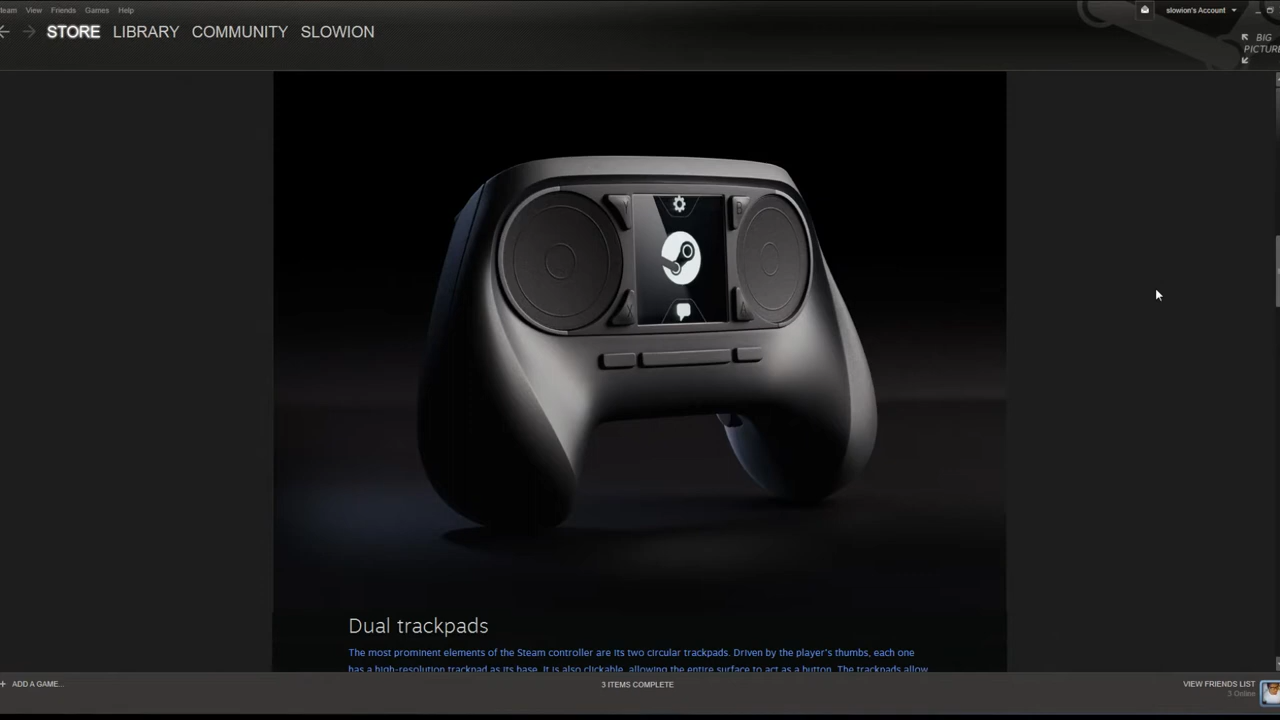 team View Friends Games Help
slowion's Account
STORE LIBRARY COMMUNITY SLOWION
BIG
PICTURE
Y B
X A
Dual trackpads
The most prominent elements of the Steam controller are its two circular trackpads. Driven by the player's thumbs, each one
has a high-resolution trackpad as its base. It is also clickable, allowing the entire surface to act as a button. The trackpads allow
+ ADD A GAME...
3 ITEMS COMPLETE
VIEW FRIENDS LIST
3 Online